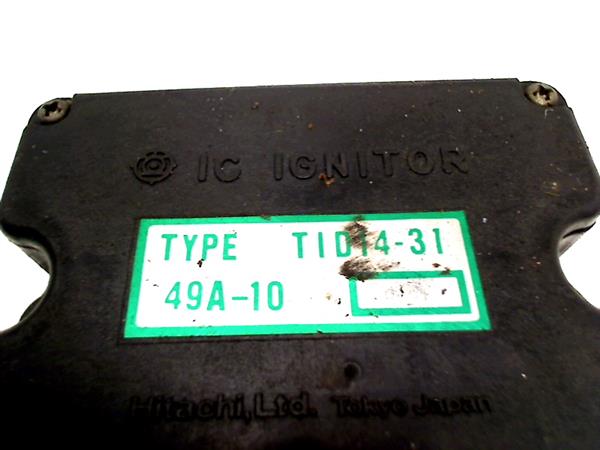 IC IGNITOR
TYPE TID14-31
49A-10
Hitachi, Ltd. Tokyo Japan